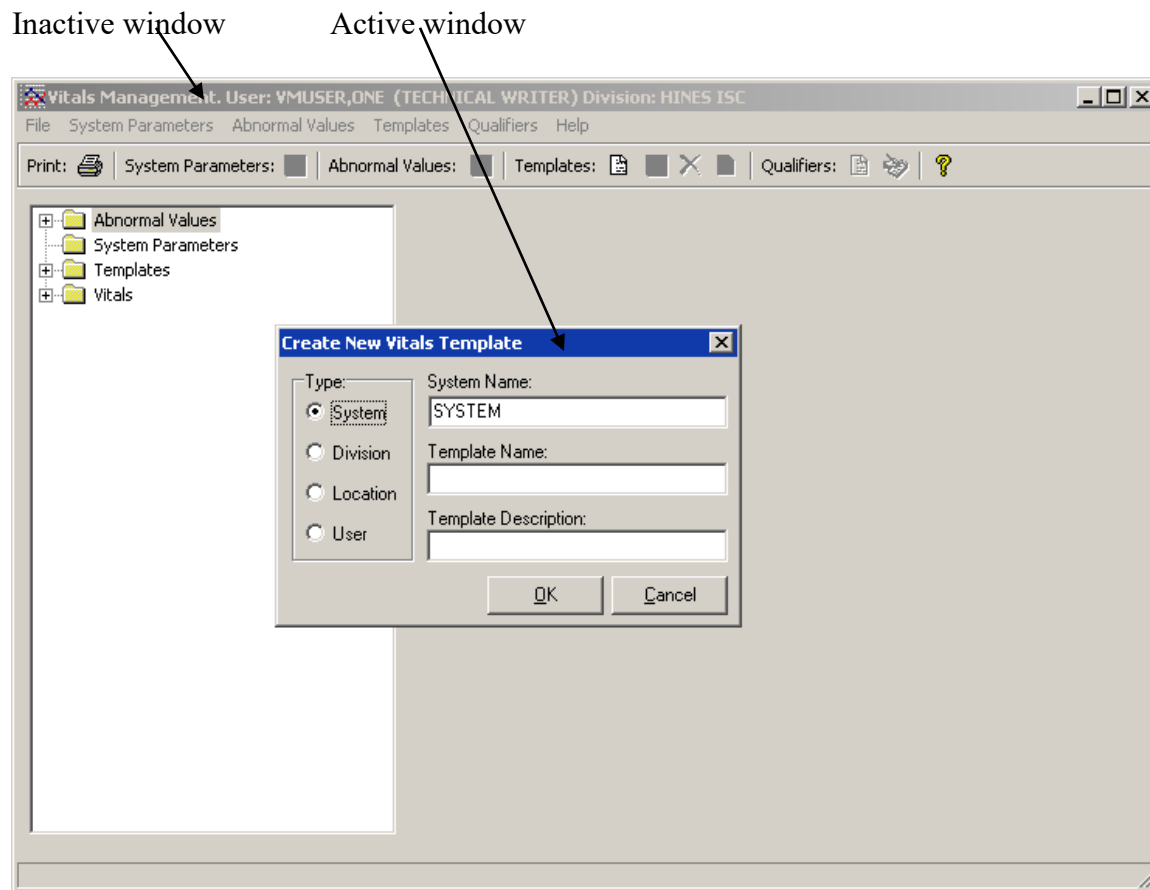 Inactive window Active window
Vitals Management. User: VMUSER,ONE (TECHNICAL WRITER) Division: HINES ISC
File System Parameters Abnormal Values Templates Qualifiers Help
Print: System Parameters: Abnormal Values: Templates: Qualifiers:
Abnormal Values
System Parameters
Templates
Vitals
Create New Vitals Template
Type:
System
Division
Location
User
System Name:
SYSTEM
Template Name:
Template Description:
OK Cancel